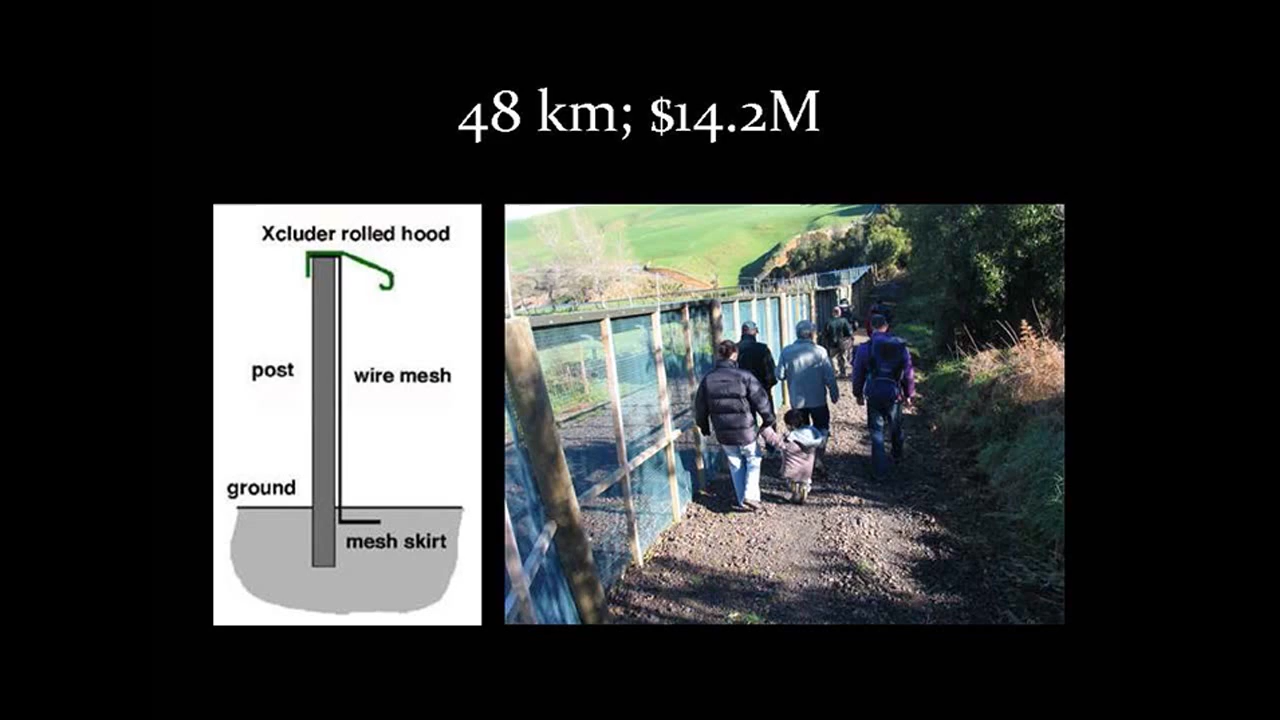 48 km; $14.2M
Xcluder rolled hood
post
wire mesh
ground
mesh skirt